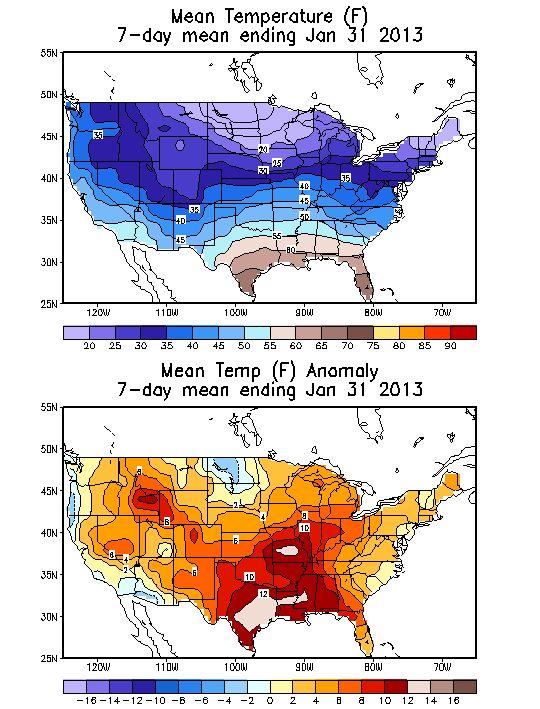 Mean Temperature (F)
7-day mean ending Jan 31 2013
55N
50N
45N
40N
35N
30N
25N
35
20
25
30
35
40
45
50
35
40
45
55
60
120W 110W 100W 90W 80W 70W
20 25 30 35 40 45 50 55 60 65 70 75 80 85 90
Mean Temp (F) Anomaly
7-day mean ending Jan 31 2013
55N
50N
45N
40N
35N
30N
25N
2
4
8
6
10
6
6
10
12
120W 110W 100W 90W 80W 70W
-16 -14 -12 -10 -8 -6 -4 -2 0 2 4 6 8 10 12 14 16